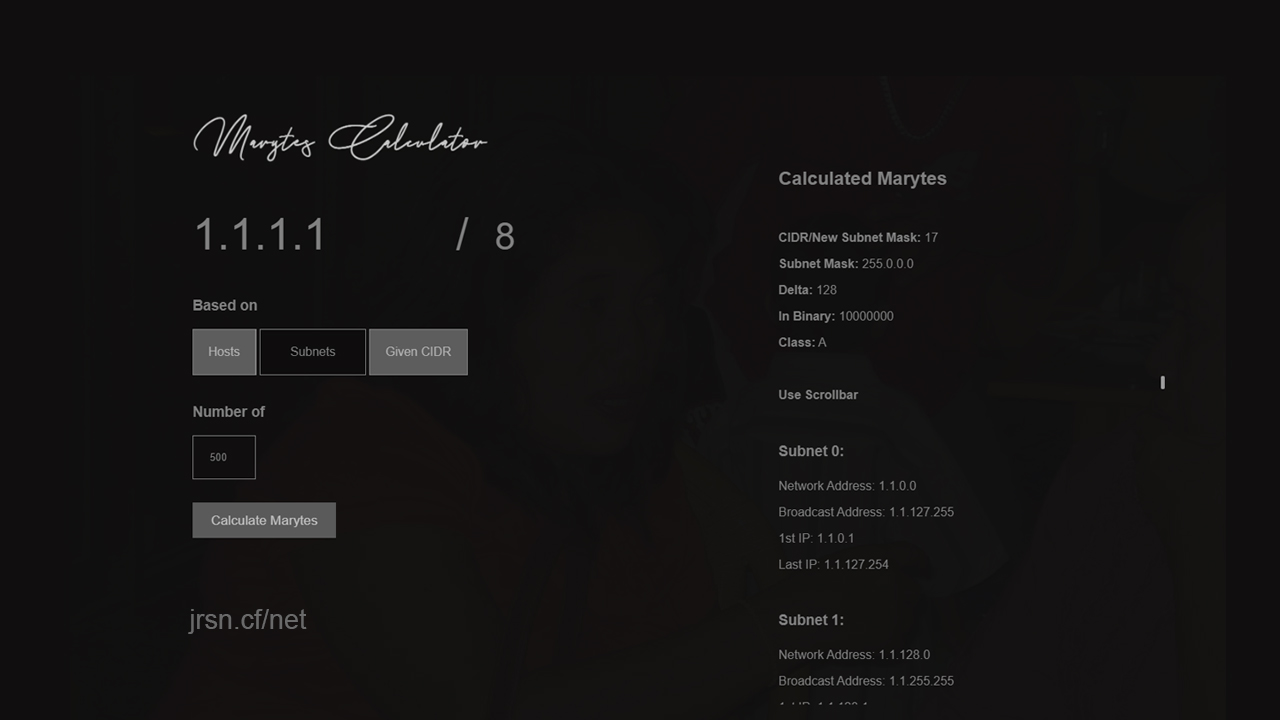 Marytes Calculator
1.1.1.1 / 8
Based on
Hosts Subnets Given CIDR
Number of
500
Calculate Marytes
jrsn.cf/net
Calculated Marytes
CIDR/New Subnet Mask: 17
Subnet Mask: 255.0.0.0
Delta: 128
In Binary: 10000000
Class: A
Use Scrollbar
Subnet 0:
Network Address: 1.1.0.0
Broadcast Address: 1.1.127.255
1st IP: 1.1.0.1
Last IP: 1.1.127.254
Subnet 1:
Network Address: 1.1.128.0
Broadcast Address: 1.1.255.255